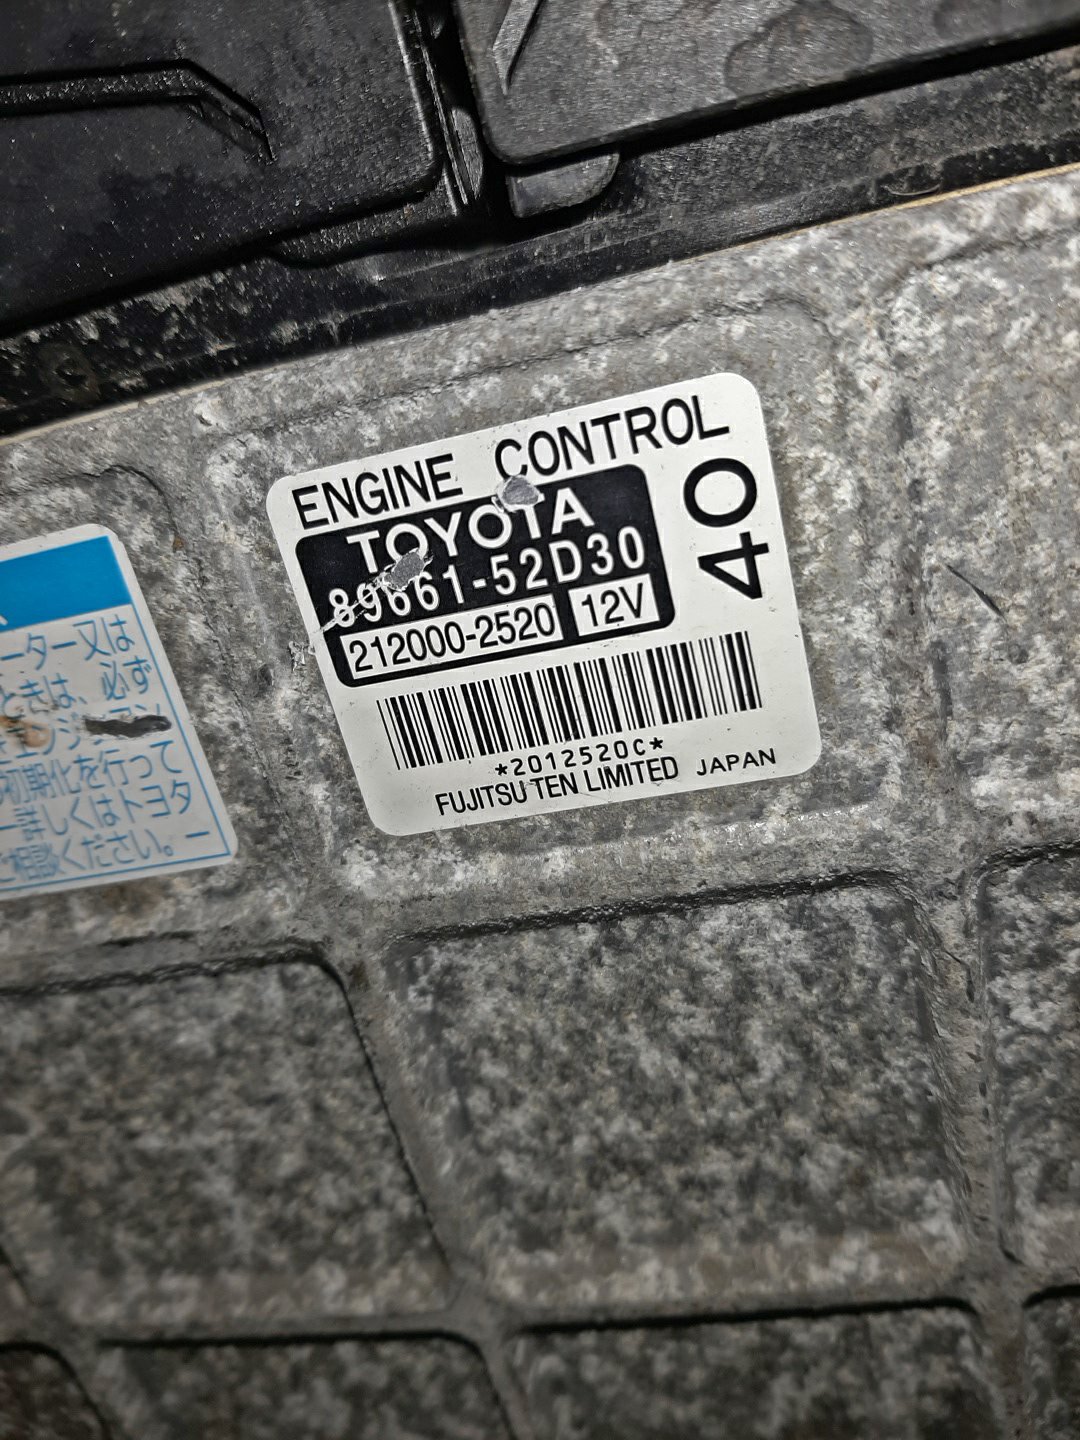 ENGINE CONTROL
TOYOTA
89661-52D30
212000-2520 12V
40
*2012520C*
FUJITSU TEN LIMITED JAPAN
ーター又は
ときは、必ず
初期化を行って
詳しくはトヨタ
相談ください。